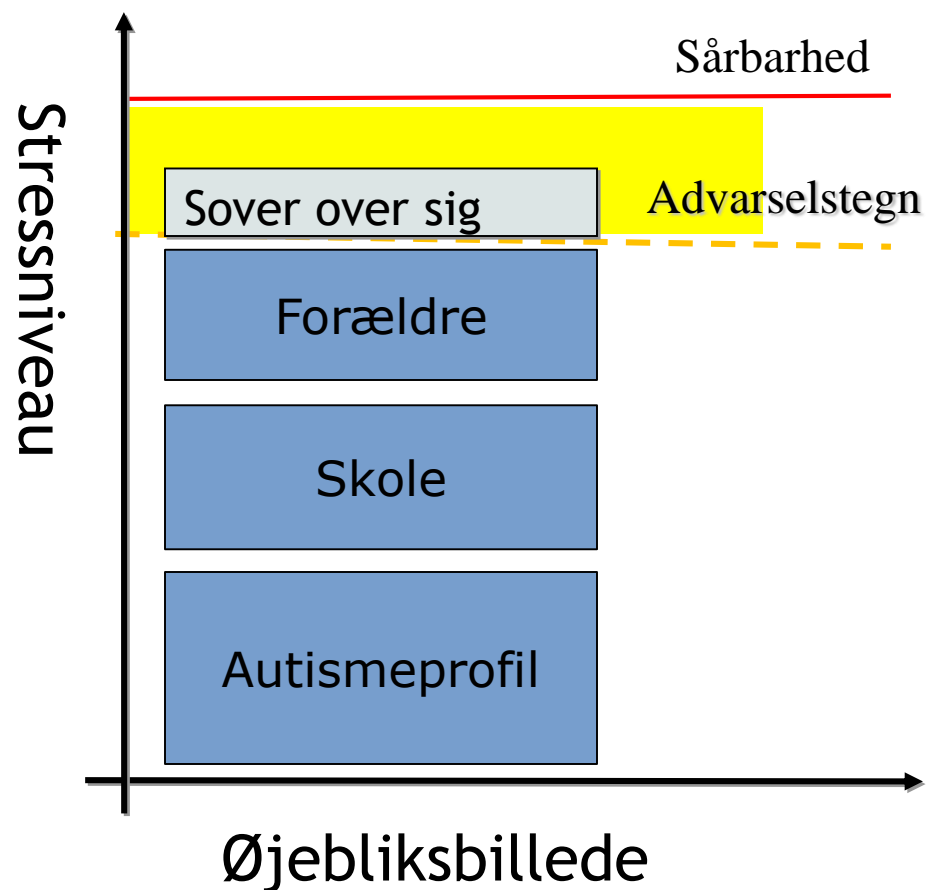 Sårbarhed
Stressniveau
Sover over sig
Advarselstegn
Forældre
Skole
Autismeprofil
Øjebliksbillede